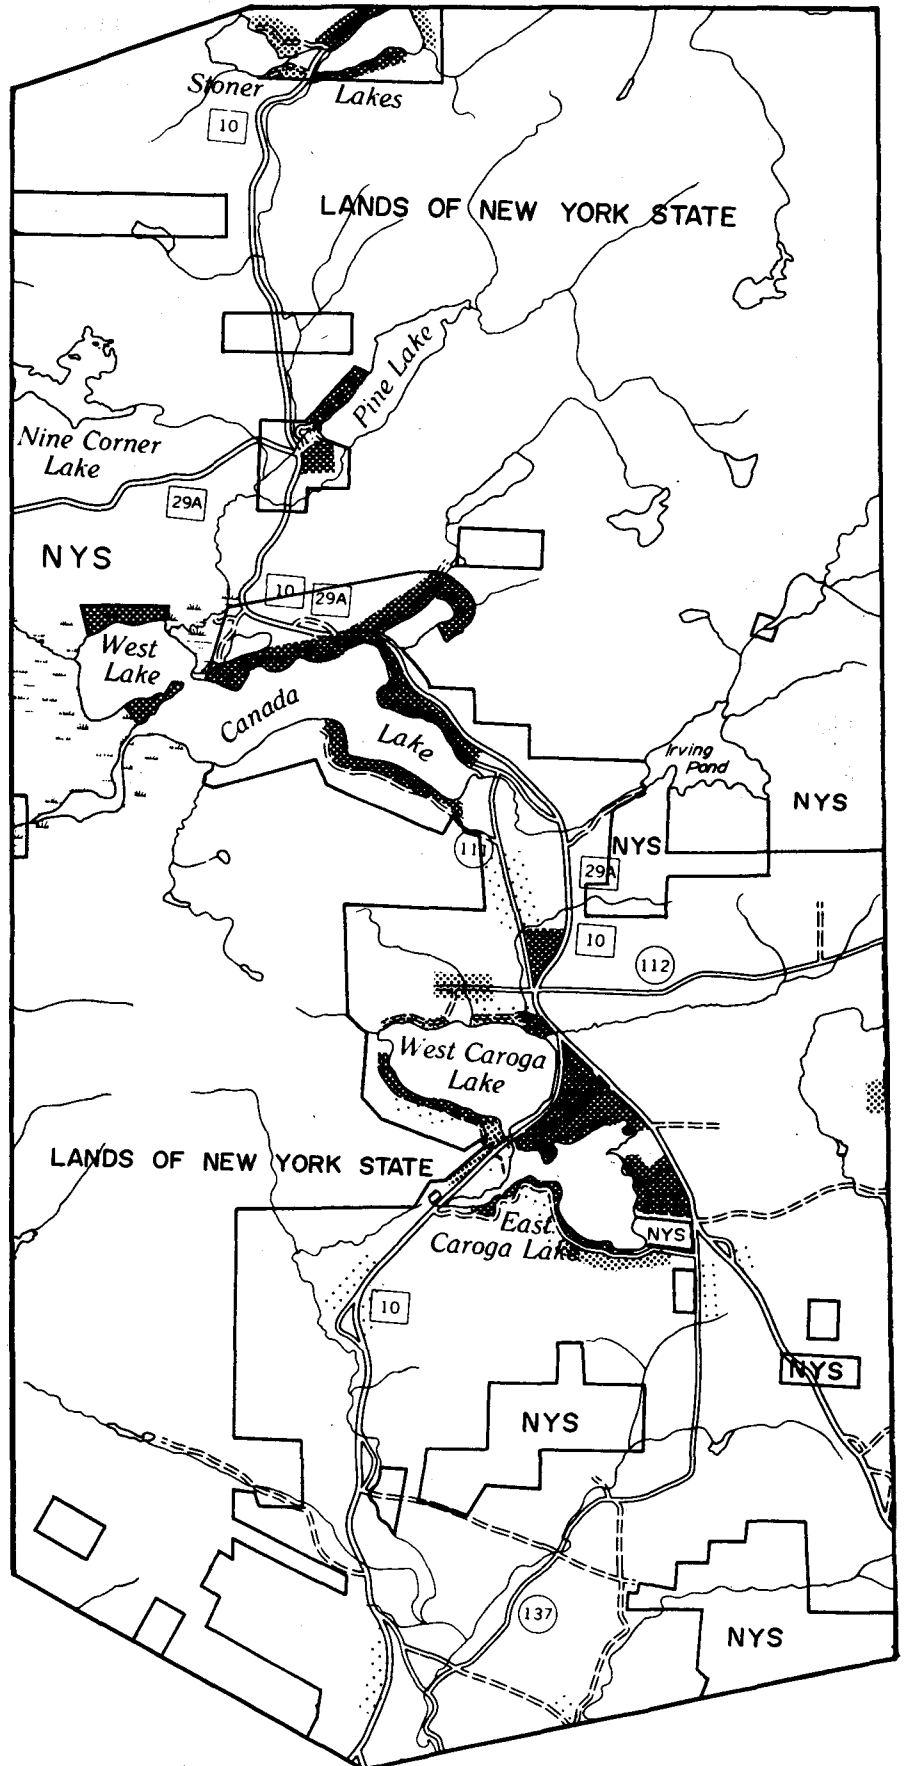 Stoner Lakes
10
LANDS OF NEW YORK STATE
Pine Lake
Nine Corner
Lake
29A
NYS
10
29A
West
Lake
Canada
Lake
Irving
Pond
NYS
NYS
111
29A
10
112
West Caroga
Lake
LANDS OF NEW YORK STATE
East
Caroga Lake
NYS
10
NYS
NYS
137
NYS